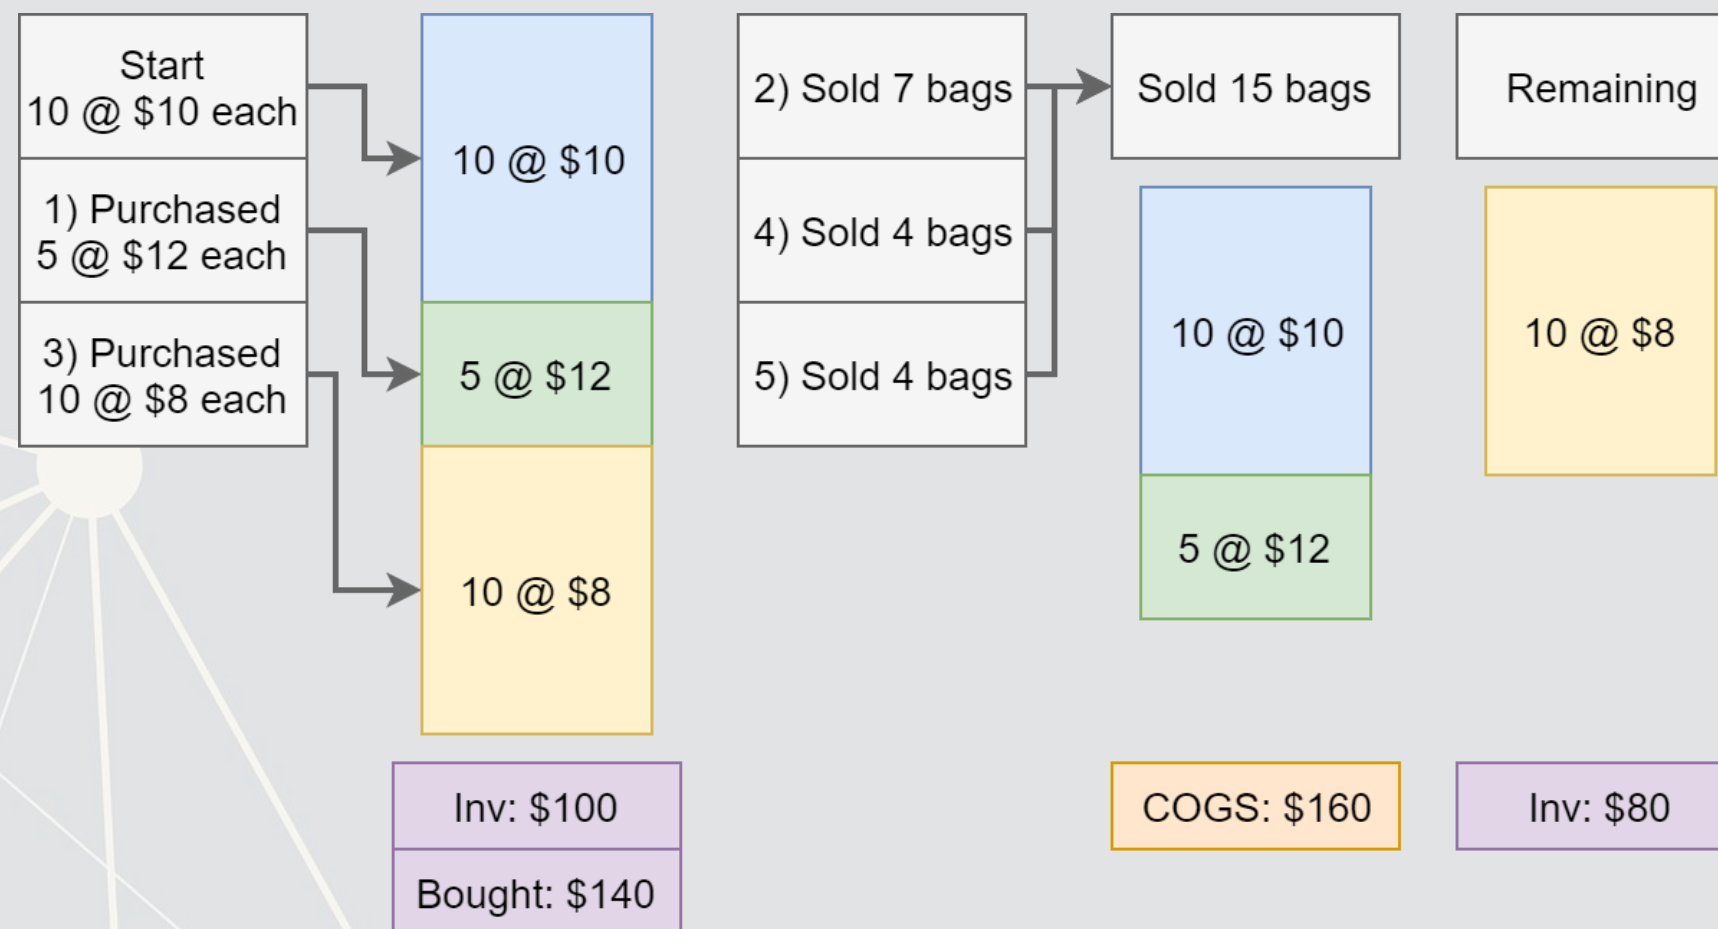 Start
10 @ $10 each
1) Purchased
5 @ $12 each
3) Purchased
10 @ $8 each
10 @ $10
5 @ $12
10 @ $8
Inv: $100
Bought: $140
2) Sold 7 bags
4) Sold 4 bags
5) Sold 4 bags
Sold 15 bags
10 @ $10
5 @ $12
COGS: $160
Remaining
10 @ $8
Inv: $80